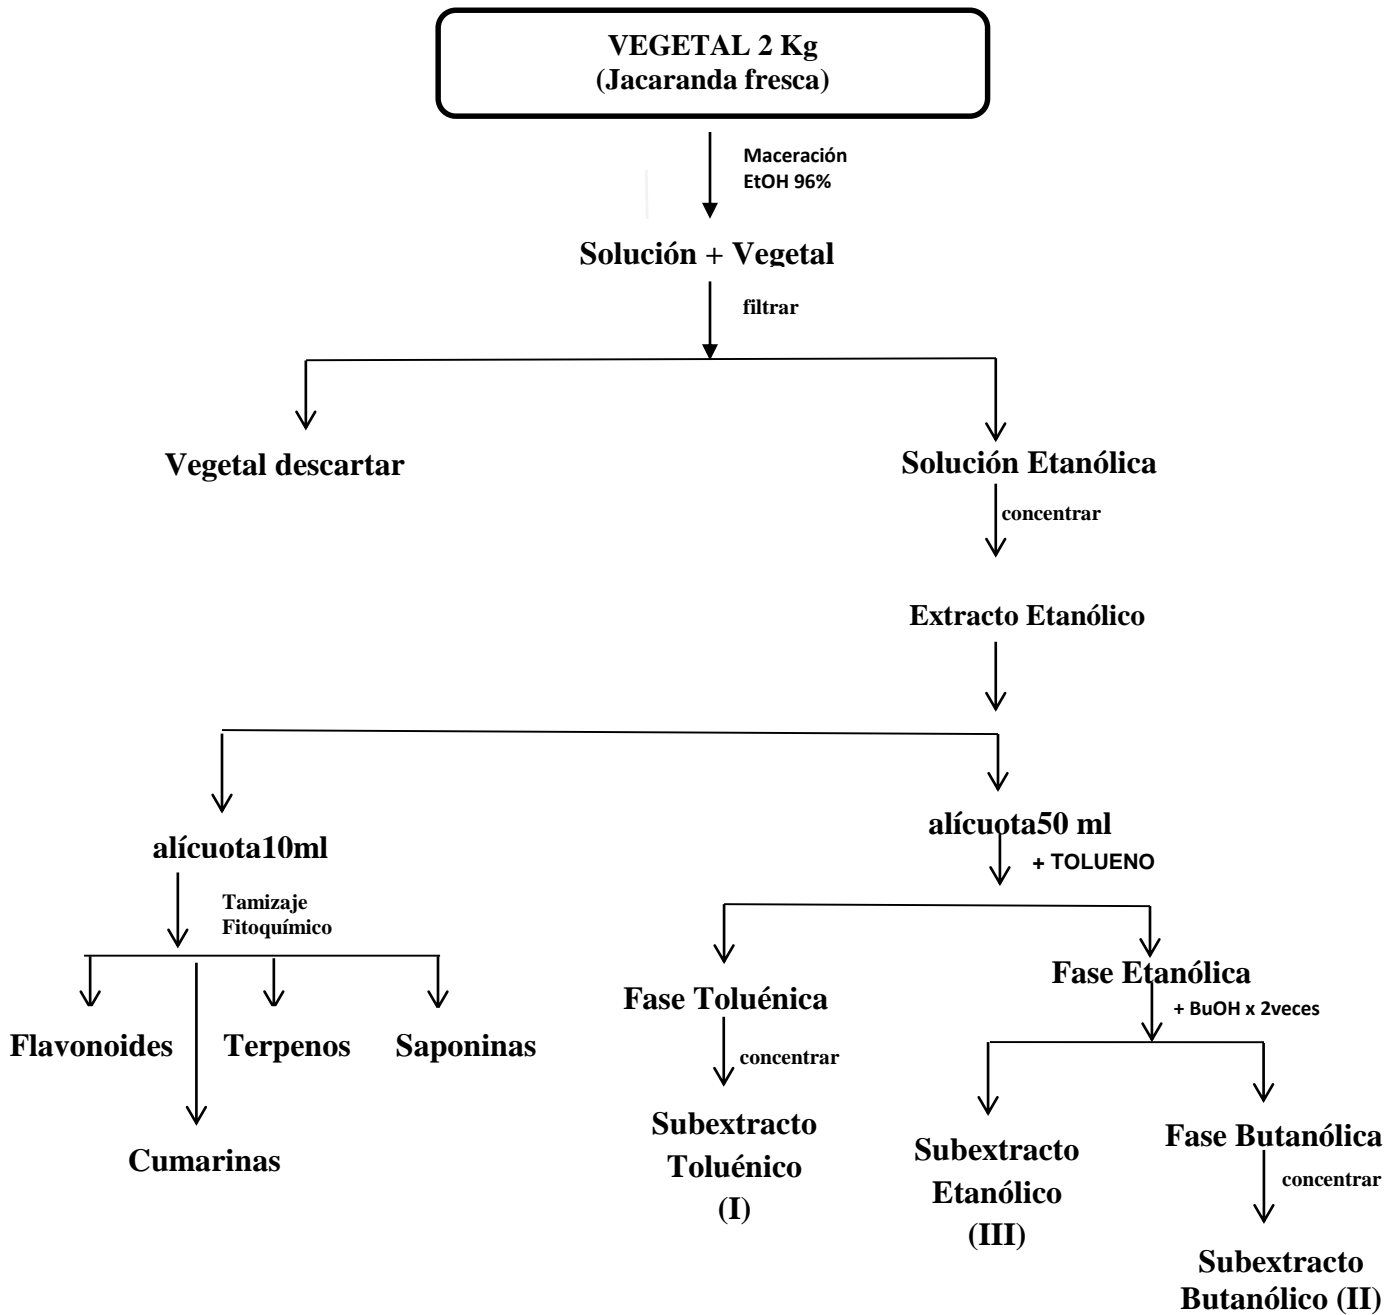 VEGETAL 2 Kg
(Jacaranda fresca)
Maceración
EtOH 96%
Solución + Vegetal
filtrar
Vegetal descartar
Solución Etanólica
concentrar
Extracto Etanólico
alícuota10ml
alícuota50 ml
+ TOLUENO
Tamizaje
Fitoquímico
Flavonoides
Terpenos
Saponinas
Cumarinas
Fase Toluénica
concentrar
Subextracto
Toluénico
(I)
Fase Etanólica
+ BuOH x 2veces
Subextracto
Etanólico
(III)
Fase Butanólica
concentrar
Subextracto
Butanólico (II)